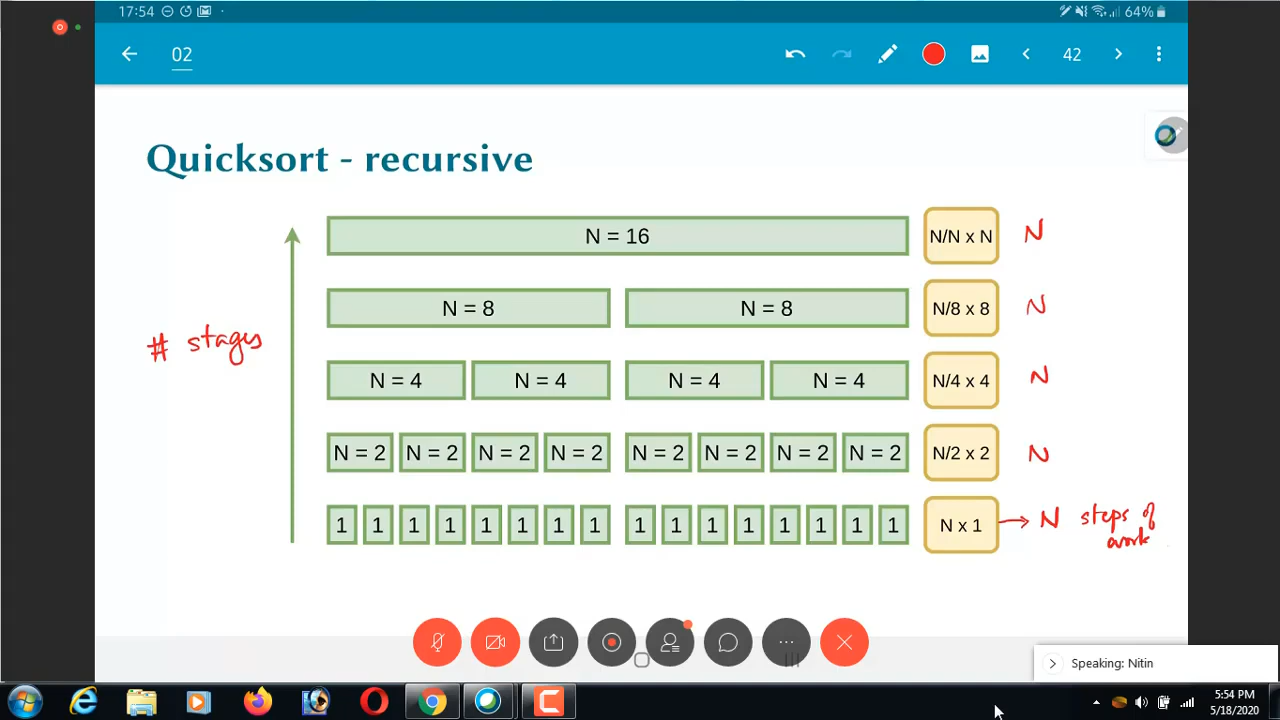 17:54 64%
02 42
Quicksort - recursive
N = 16 N/N x N N
N = 8 N = 8 N/8 x 8 N
# stages
N = 4 N = 4 N = 4 N = 4 N/4 x 4 N
N = 2 N = 2 N = 2 N = 2 N = 2 N = 2 N = 2 N = 2 N/2 x 2 N
1 1 1 1 1 1 1 1 1 1 1 1 1 1 1 1 N x 1 → N steps of
work
Speaking: Nitin
5:54 PM
5/18/2020